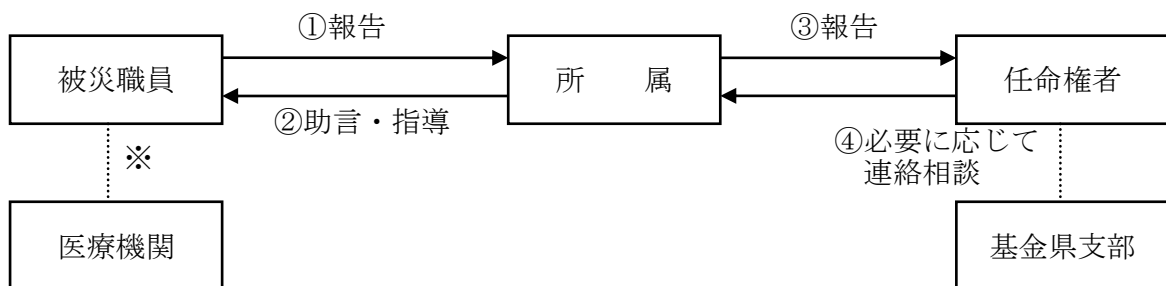 ①報告
③報告
被災職員
所　　属
任命権者
②助言・指導
④必要に応じて
連絡相談
※
医療機関
基金県支部